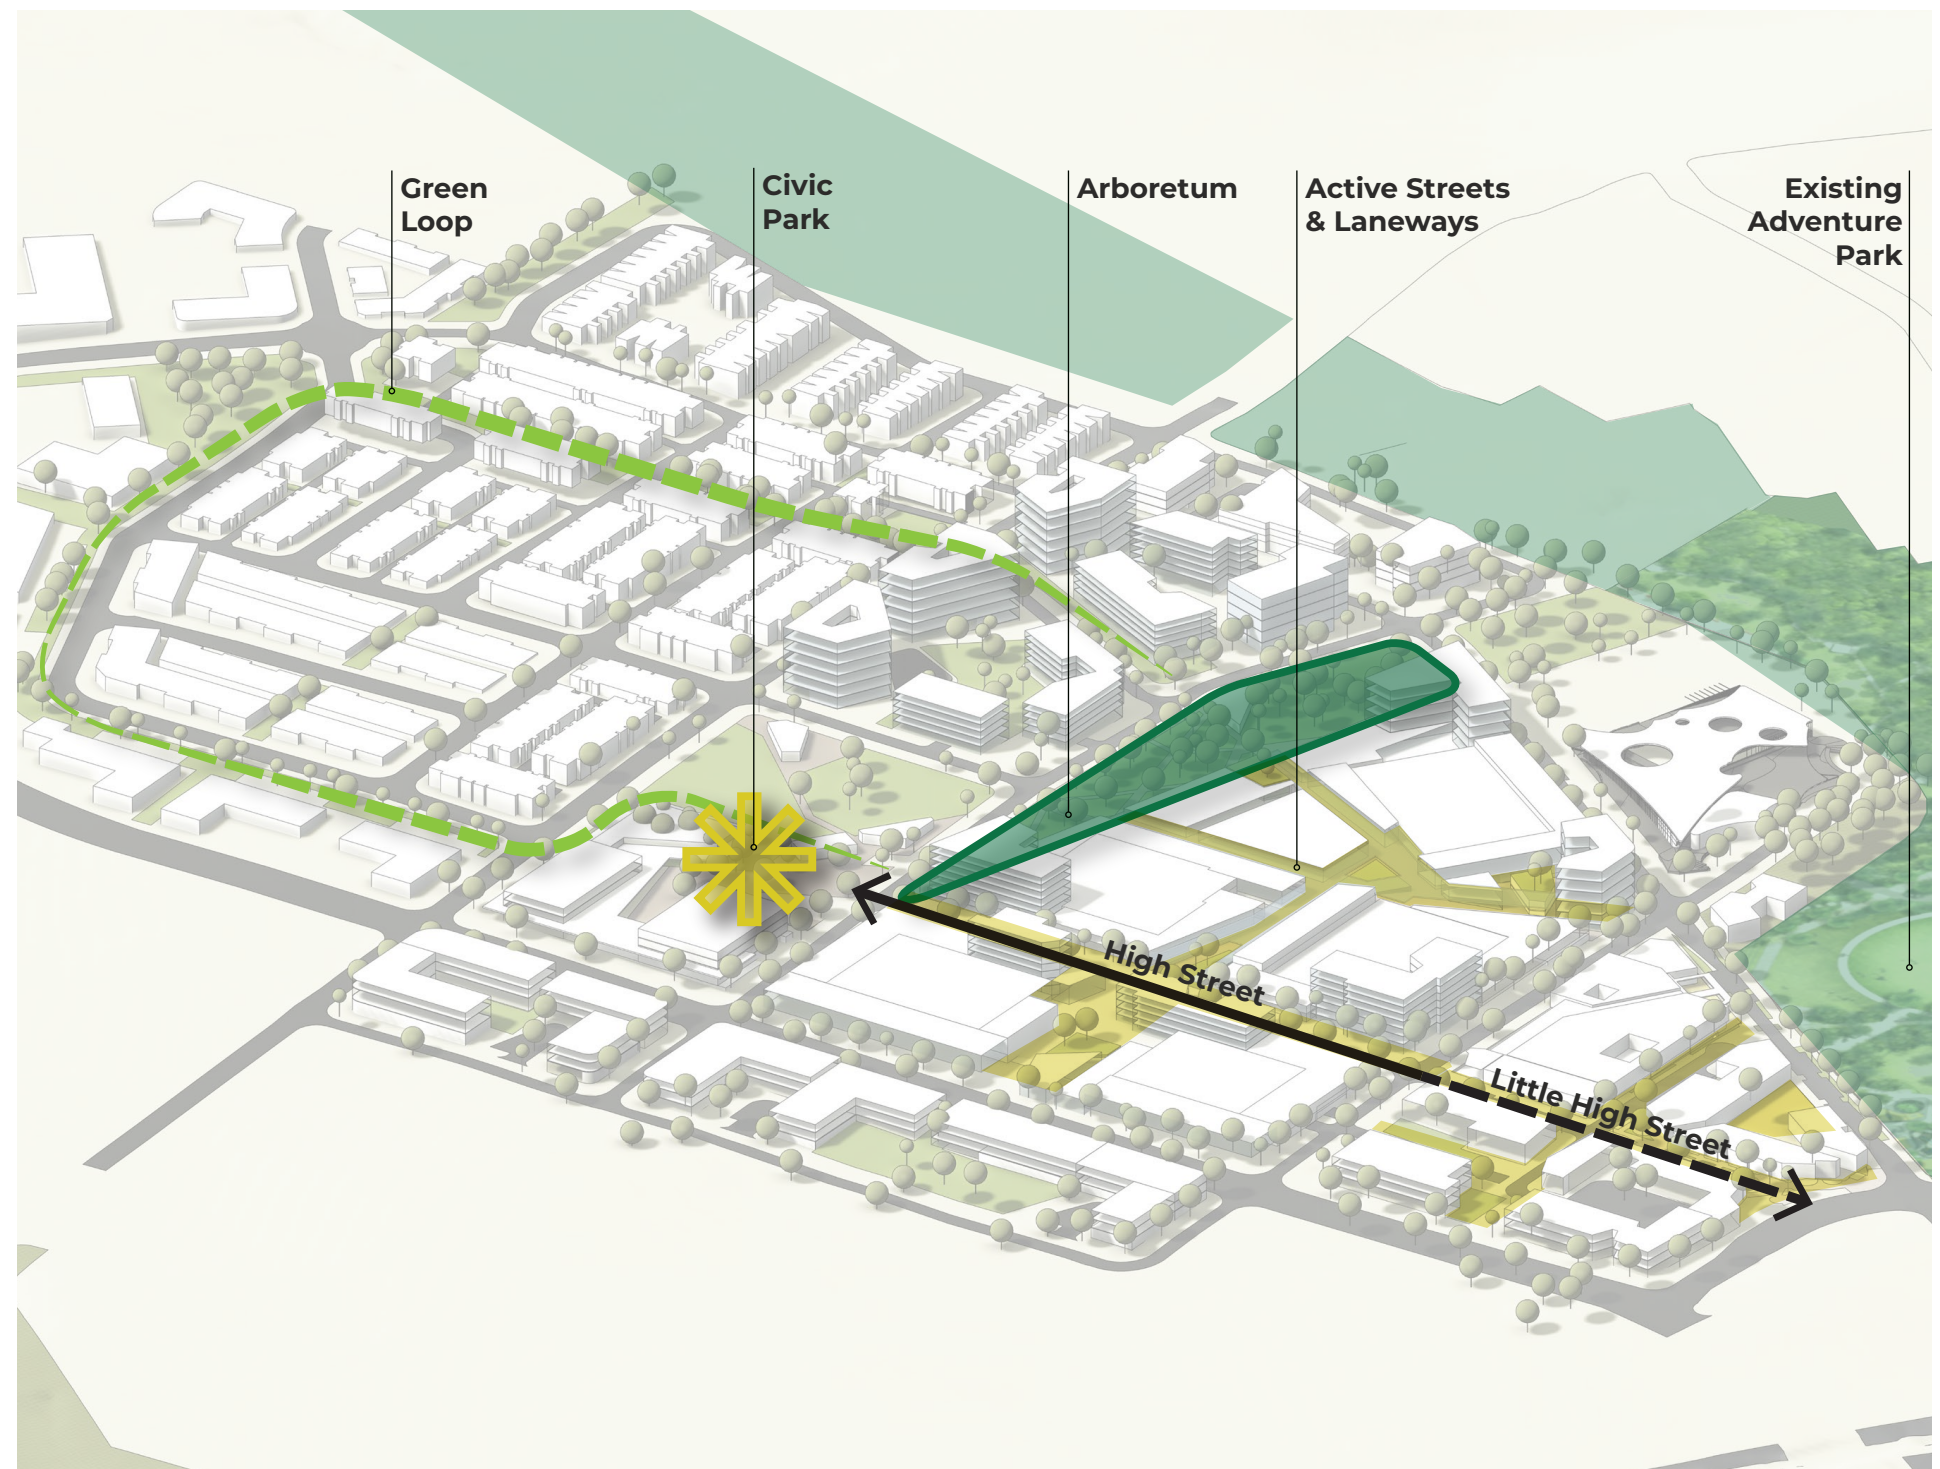 Green
Loop
Civic
Park
Arboretum
Active Streets
& Laneways
Existing
Adventure
Park
High Street
Little High Street